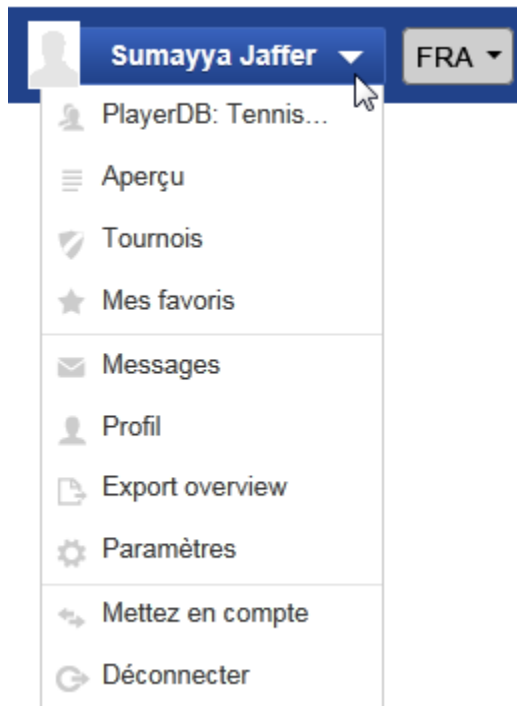 Sumayya Jaffer
FRA
PlayerDB: Tennis...
Aperçu
Tournois
Mes favoris
Messages
Profil
Export overview
Paramètres
Mettez en compte
Déconnecter